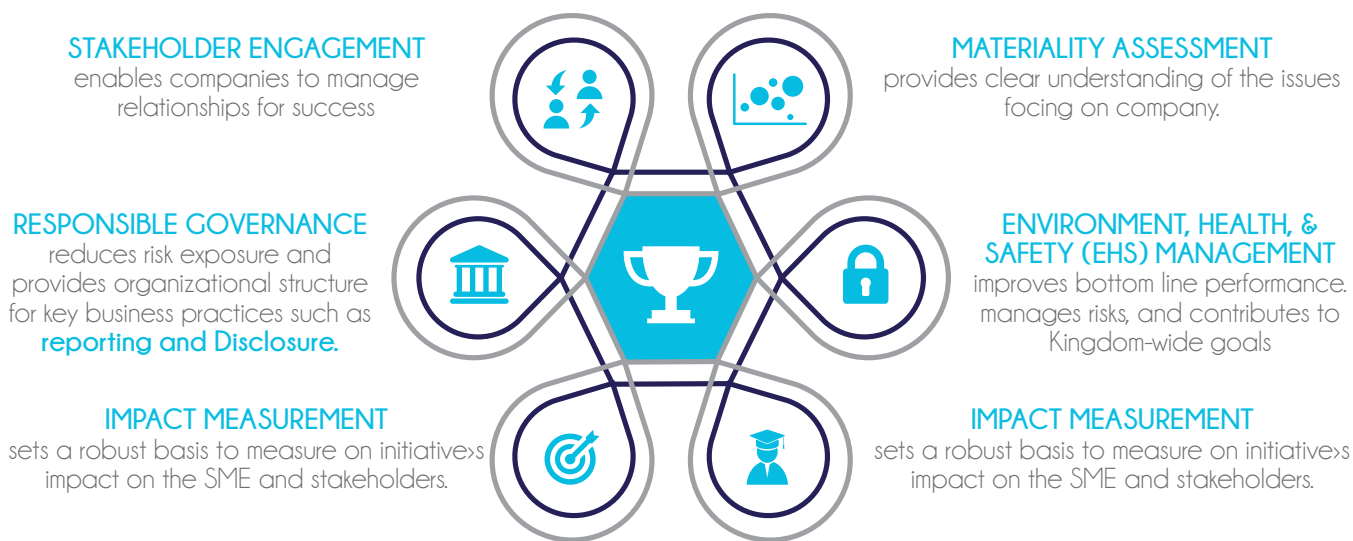 STAKEHOLDER ENGAGEMENT
enables companies to manage
relationships for success
MATERIALITY ASSESSMENT
provides clear understanding of the issues
focing on company.
RESPONSIBLE GOVERNANCE
reduces risk exposure and
provides organizational structure
for key business practices such as
reporting and Disclosure.
ENVIRONMENT, HEALTH, &
SAFETY (EHS) MANAGEMENT
improves bottom line performance.
manages risks, and contributes to
Kingdom-wide goals
IMPACT MEASUREMENT
sets a robust basis to measure on initiative›s
impact on the SME and stakeholders.
IMPACT MEASUREMENT
sets a robust basis to measure on initiative›s
impact on the SME and stakeholders.